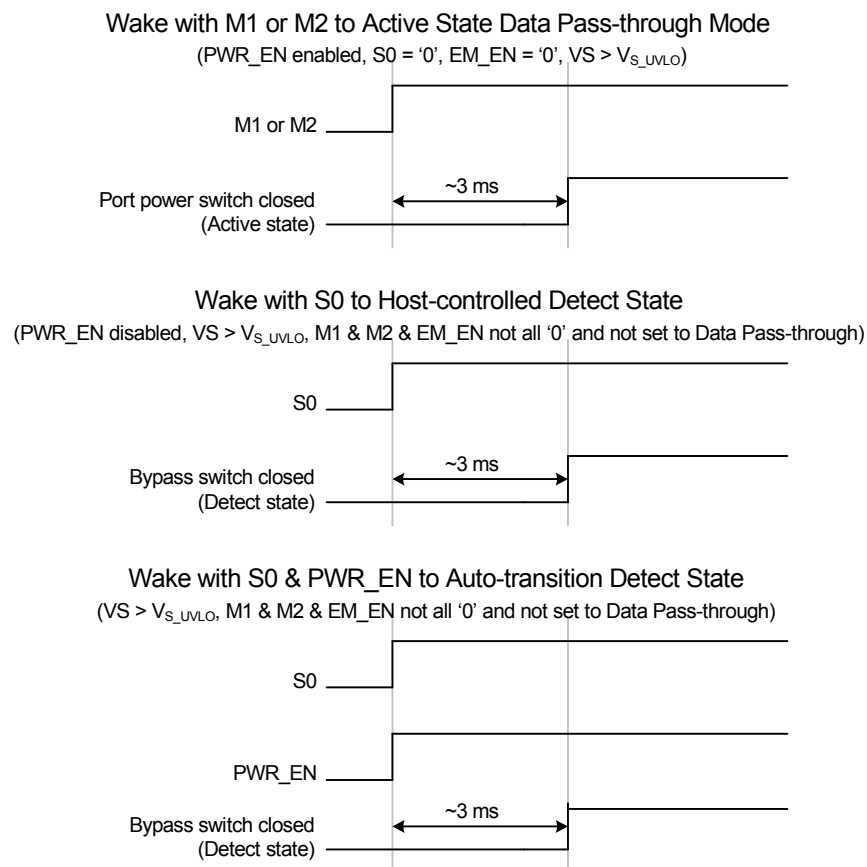 Wake with M1 or M2 to Active State Data Pass-through Mode
(PWR_EN enabled, S0 = ‘0’, EM_EN = ‘0’, VS > VS_UVLO)
M1 or M2
~3 ms
Port power switch closed
(Active state)
Wake with S0 to Host-controlled Detect State
(PWR_EN disabled, VS > VS_UVLO, M1 & M2 & EM_EN not all ‘0’ and not set to Data Pass-through)
S0
~3 ms
Bypass switch closed
(Detect state)
Wake with S0 & PWR_EN to Auto-transition Detect State
(VS > VS_UVLO, M1 & M2 & EM_EN not all ‘0’ and not set to Data Pass-through)
S0
PWR_EN
~3 ms
Bypass switch closed
(Detect state)